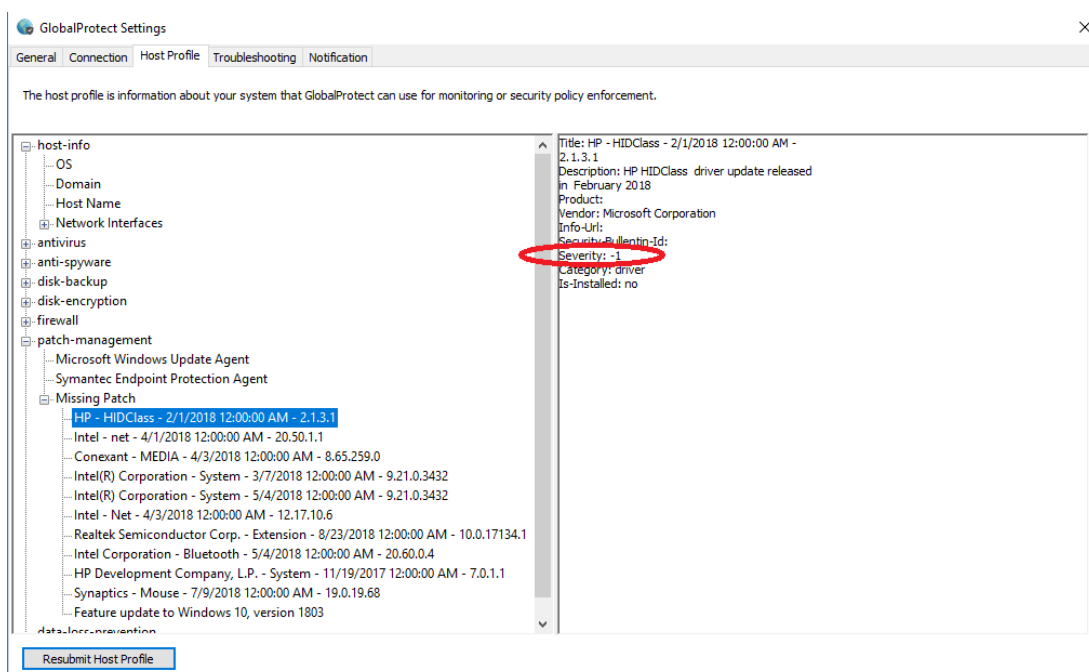 GlobalProtect Settings
General Connection Host Profile Troubleshooting Notification
The host profile is information about your system that GlobalProtect can use for monitoring or security policy enforcement.
host-info
OS
Domain
Host Name
Network Interfaces
antivirus
anti-spyware
disk-backup
disk-encryption
firewall
patch-management
Microsoft Windows Update Agent
Symantec Endpoint Protection Agent
Missing Patch
HP - HIDClass - 2/1/2018 12:00:00 AM - 2.1.3.1
Intel - net - 4/1/2018 12:00:00 AM - 20.50.1.1
Conexant - MEDIA - 4/3/2018 12:00:00 AM - 8.65.259.0
Intel(R) Corporation - System - 3/7/2018 12:00:00 AM - 9.21.0.3432
Intel(R) Corporation - System - 5/4/2018 12:00:00 AM - 9.21.0.3432
Intel - Net - 4/3/2018 12:00:00 AM - 12.17.10.6
Realtek Semiconductor Corp. - Extension - 8/23/2018 12:00:00 AM - 10.0.17134.1
Intel Corporation - Bluetooth - 5/4/2018 12:00:00 AM - 20.60.0.4
HP Development Company, L.P. - System - 11/19/2017 12:00:00 AM - 7.0.1.1
Synaptics - Mouse - 7/9/2018 12:00:00 AM - 19.0.19.68
Feature update to Windows 10, version 1803
data-loss-prevention
Title: HP - HIDClass - 2/1/2018 12:00:00 AM -
2.1.3.1
Description: HP HIDClass driver update released
in February 2018
Product:
Vendor: Microsoft Corporation
Info-Url:
Security-Bullentin-Id:
Severity: -1
Category: driver
Is-Installed: no
Resubmit Host Profile